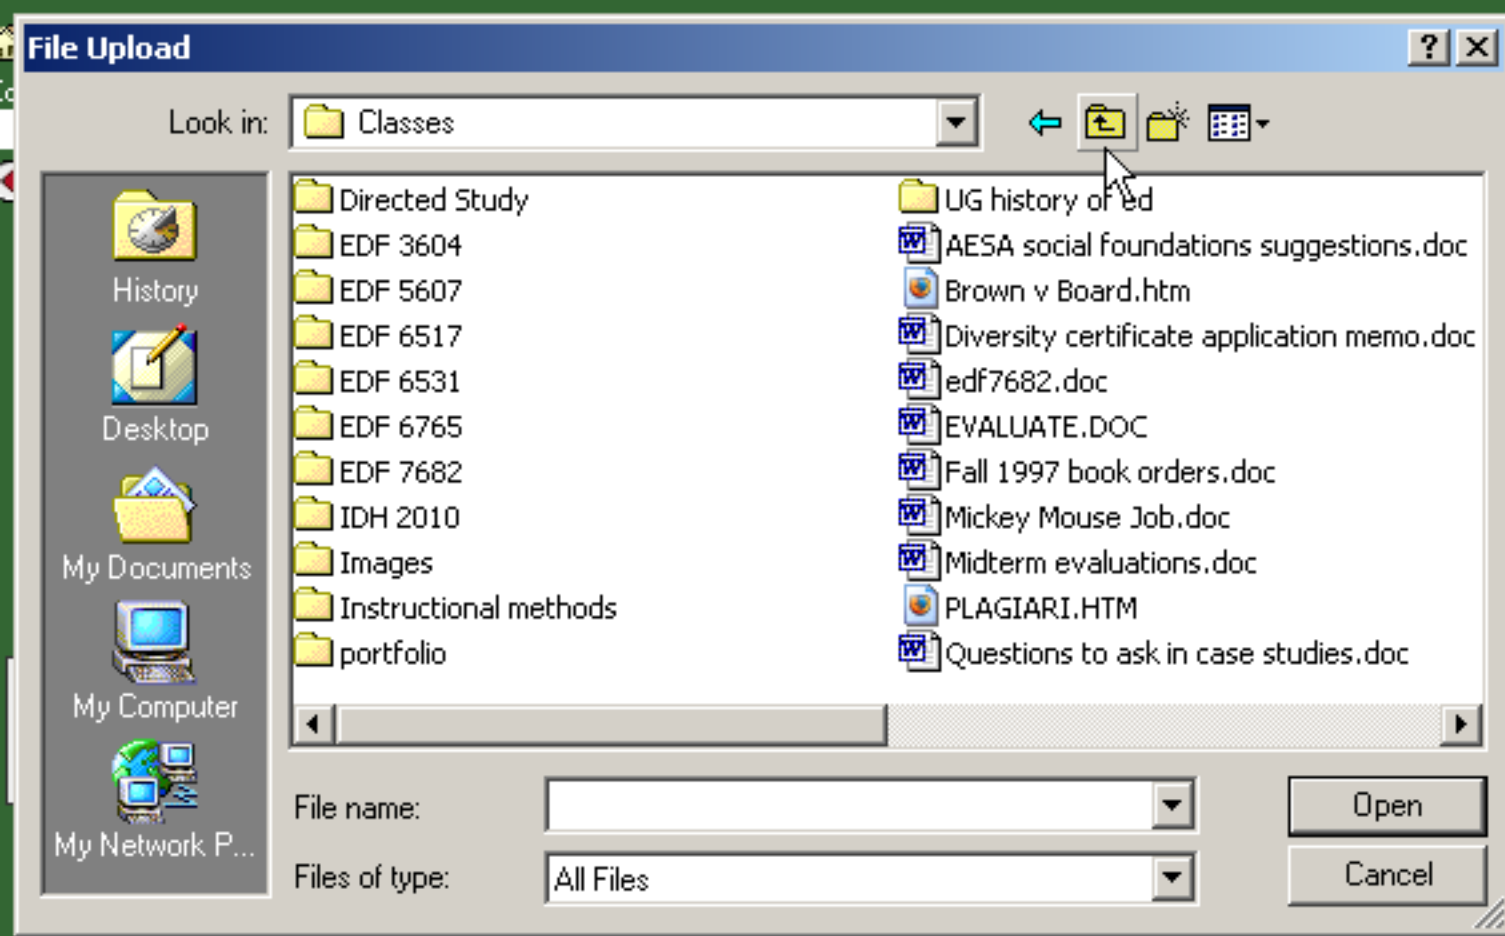 File Upload
Look in: Classes
History
Desktop
My Documents
My Computer
My Network P...
Directed Study
EDF 3604
EDF 5607
EDF 6517
EDF 6531
EDF 6765
EDF 7682
IDH 2010
Images
Instructional methods
portfolio
UG history of ed
AESA social foundations suggestions.doc
Brown v Board.htm
Diversity certificate application memo.doc
edf7682.doc
EVALUATE.DOC
Fall 1997 book orders.doc
Mickey Mouse Job.doc
Midterm evaluations.doc
PLAGIARI.HTM
Questions to ask in case studies.doc
File name:
Open
Files of type: All Files
Cancel